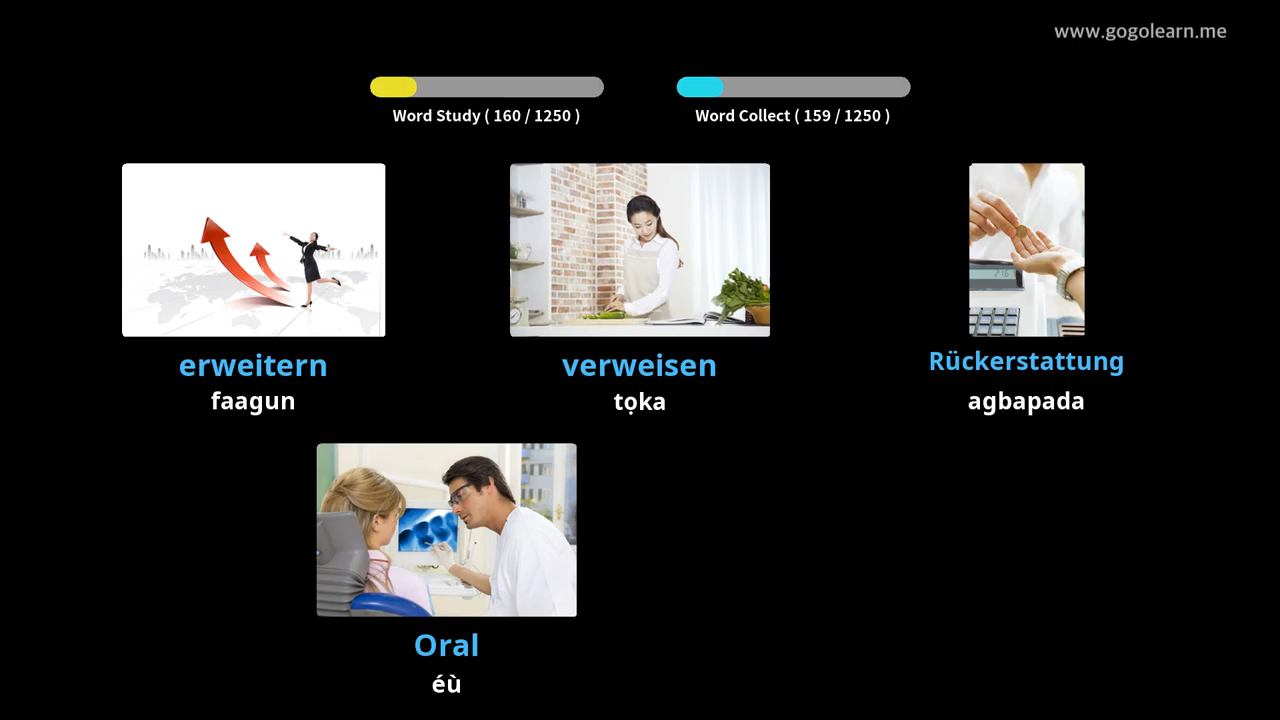 www.gogolearn.me
Word Study ( 160 / 1250 )
Word Collect ( 159 / 1250 )
erweitern
faagun
verweisen
tọka
Rückerstattung
agbapada
Oral
éù